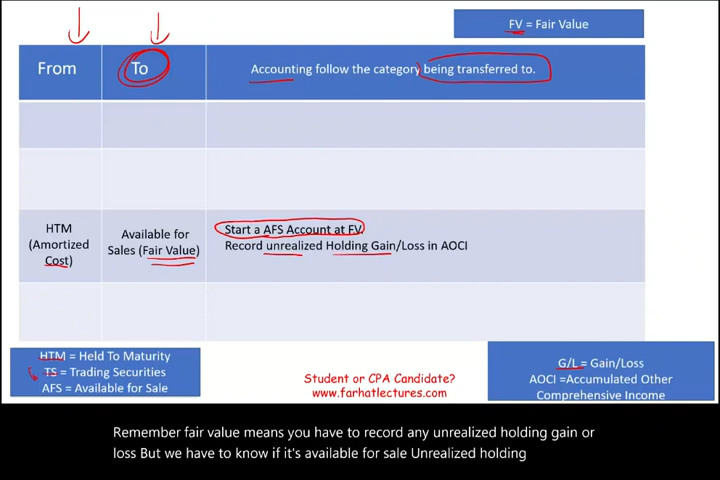 FV = Fair Value
From
To
Accounting follow the category being transferred to.
HTM
(Amortized
Cost)
Available for
Sales (Fair Value)
Start a AFS Account at FV.
Record unrealized Holding Gain/Loss in AOCI
HTM = Held To Maturity
TS = Trading Securities
AFS = Available for Sale
Student or CPA Candidate?
www.farhatlectures.com
G/L = Gain/Loss
AOCI =Accumulated Other
Comprehensive Income
Remember fair value means you have to record any unrealized holding gain or
loss But we have to know if it's available for sale Unrealized holding